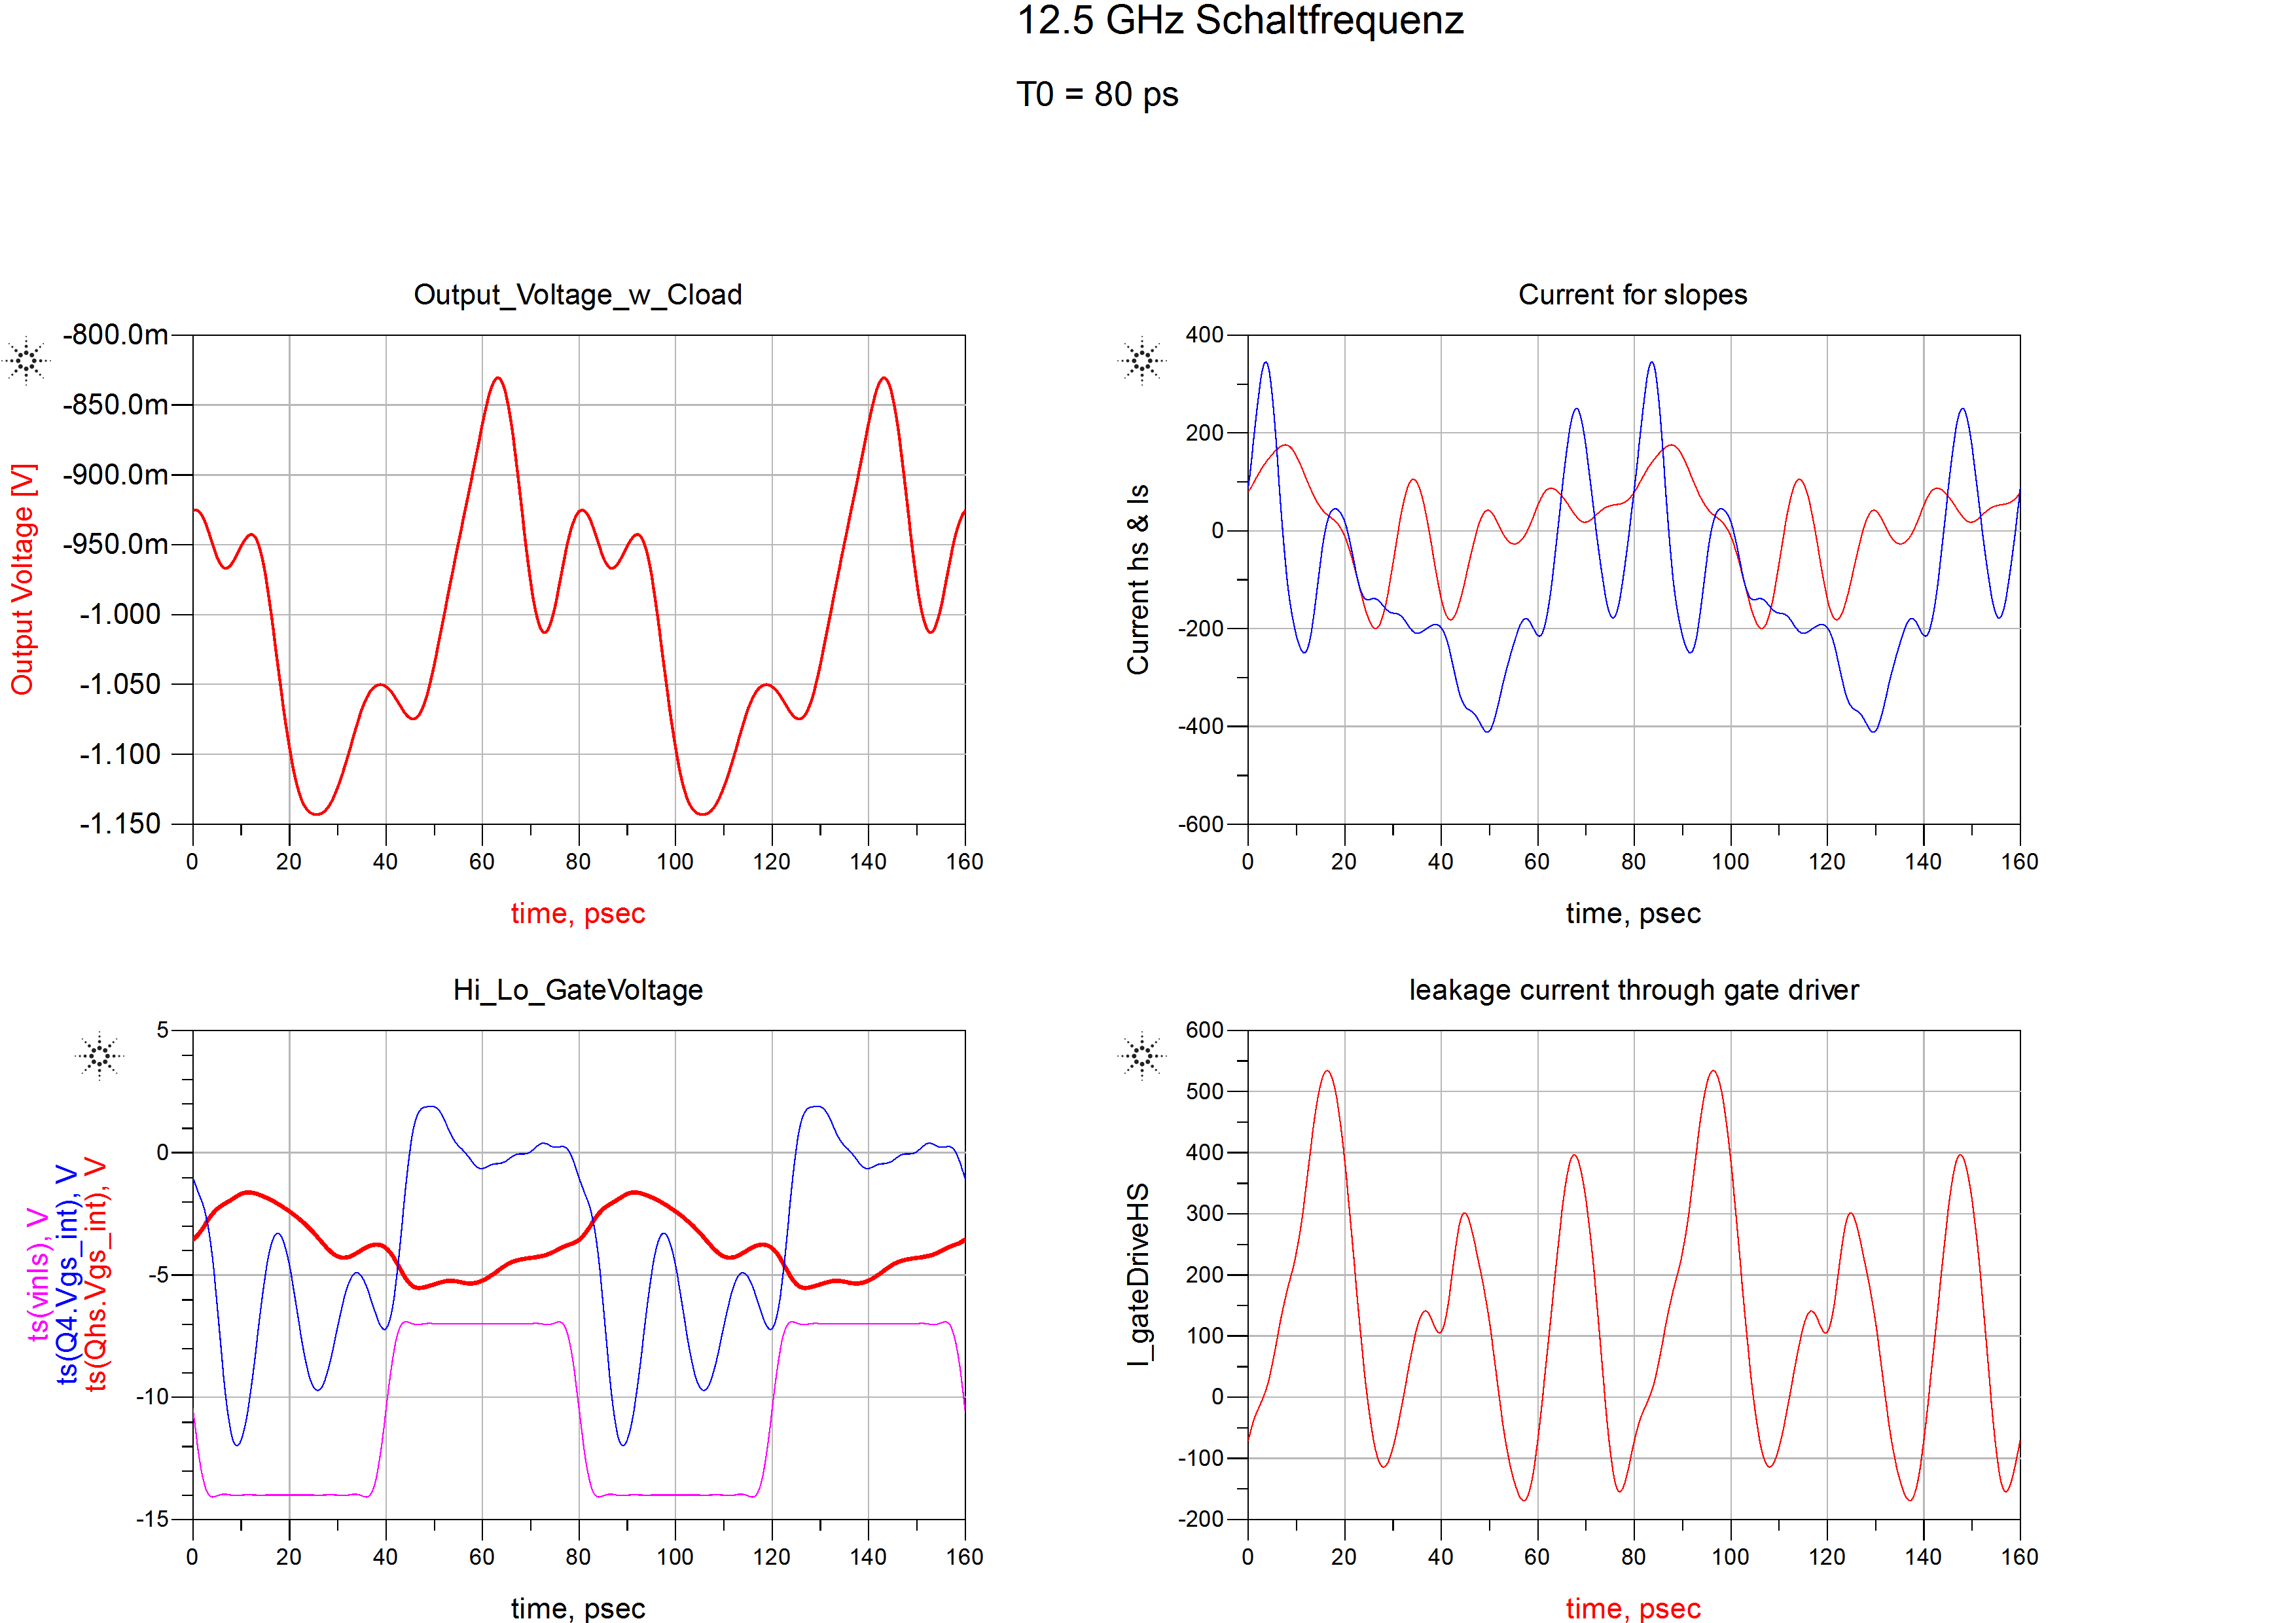 12.5 GHz Schaltfrequenz
T0 = 80 ps
Output_Voltage_w_Cload
-800.0m
-850.0m
-900.0m
-950.0m
-1.000
-1.050
-1.100
-1.150
Output Voltage [V]
0 20 40 60 80 100 120 140 160
time, psec
Current for slopes
400
200
0
-200
-400
-600
Current hs & ls
0 20 40 60 80 100 120 140 160
time, psec
Hi_Lo_GateVoltage
5
0
-5
-10
-15
ts(vinls), V
ts(Q4.Vgs_int), V
ts(Qhs.Vgs_int), V
0 20 40 60 80 100 120 140 160
time, psec
leakage current through gate driver
600
500
400
300
200
100
0
-100
-200
I_gateDriveHS
0 20 40 60 80 100 120 140 160
time, psec